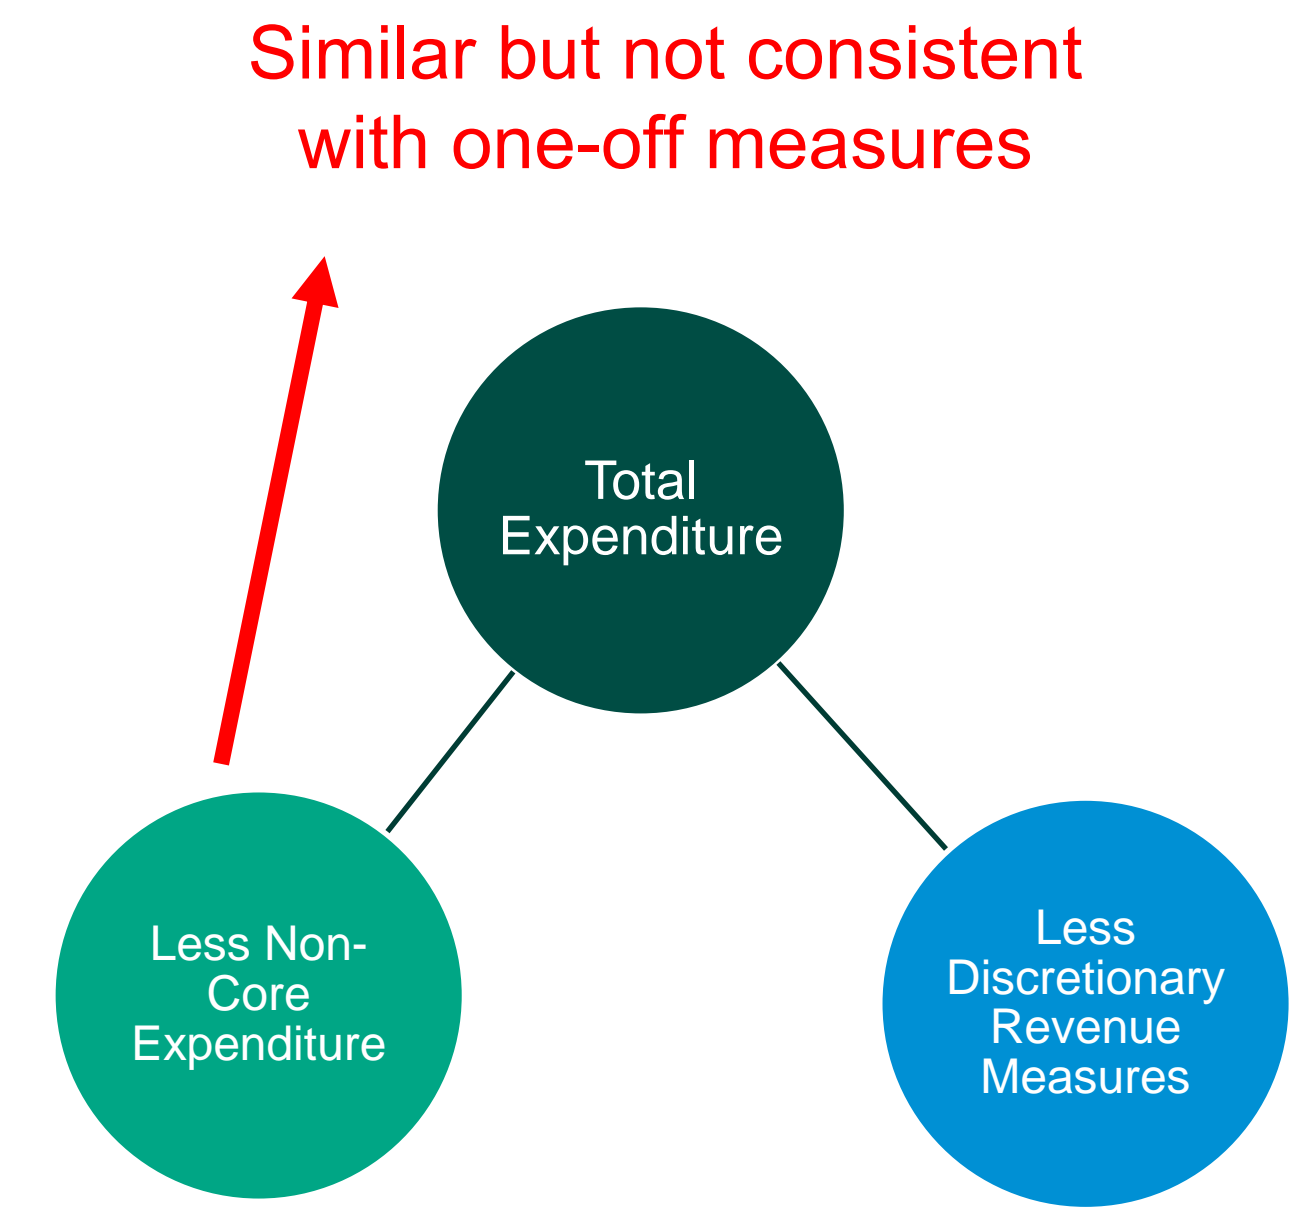 Similar but not consistent
with one-off measures
Total
Expenditure
Less Non-
Core
Expenditure
Less
Discretionary
Revenue
Measures